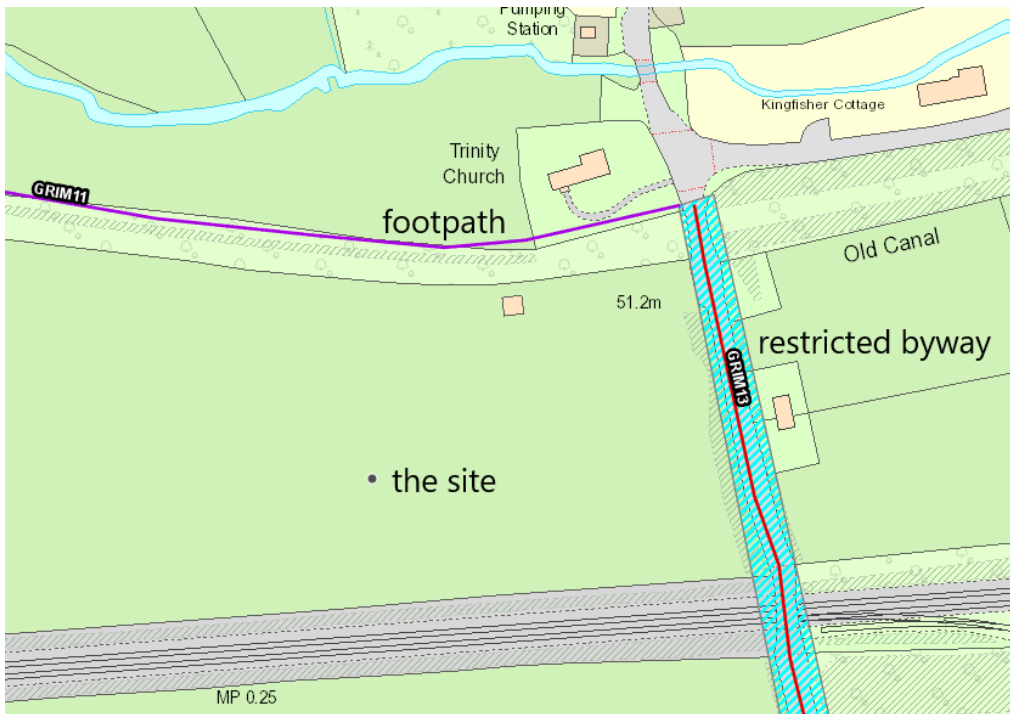 Pumping
Station
Kingfisher Cottage
Trinity
Church
GRIM11
footpath
Old Canal
51.2m
restricted byway
GRIM13
the site
MP 0.25